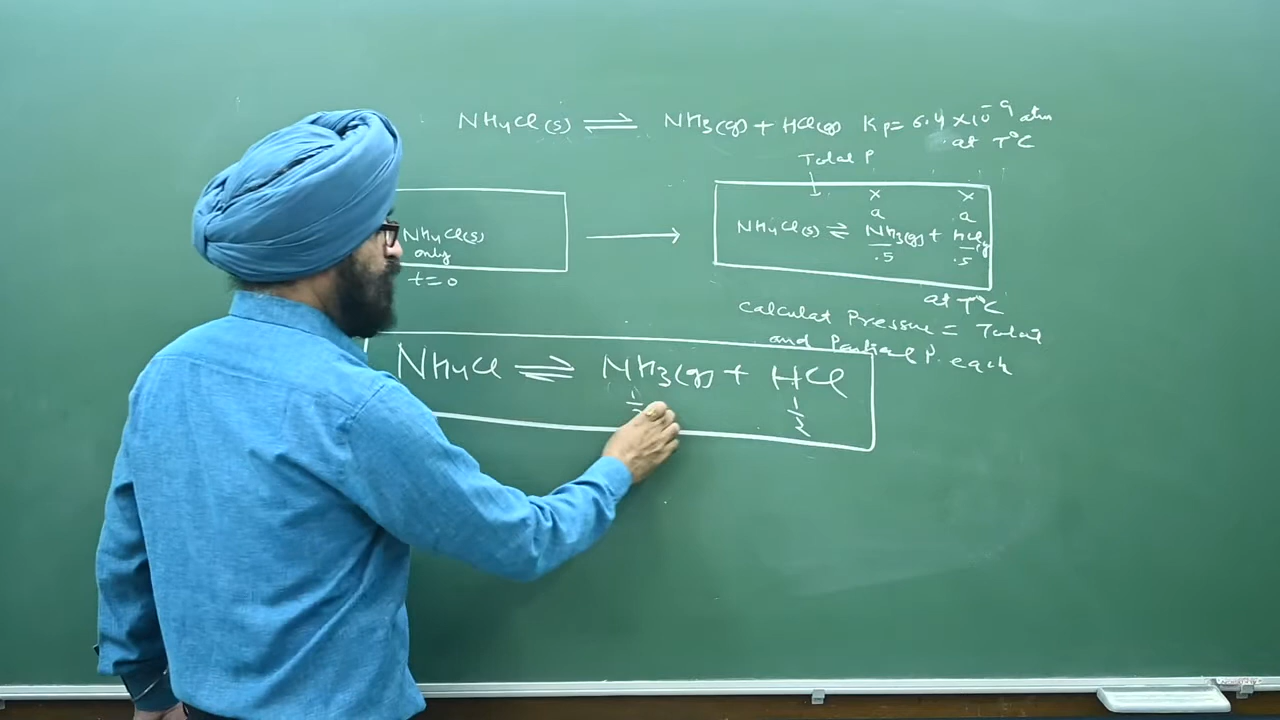 NH4Cl(s) ⇌ NH3(g) + HCl(g) Kp = 6.4 ×10⁻⁹ atm
at T°C
Total P
NH4Cl(s)
only
t=0
x x
a a
NH4Cl(s) ⇌ NH3(g) + HCl(g)
.5 .5
at T°C
Calculat Pressure = Total
and Partial P. each
NH4Cl ⇌ NH3(g) + HCl
1/2 1/2